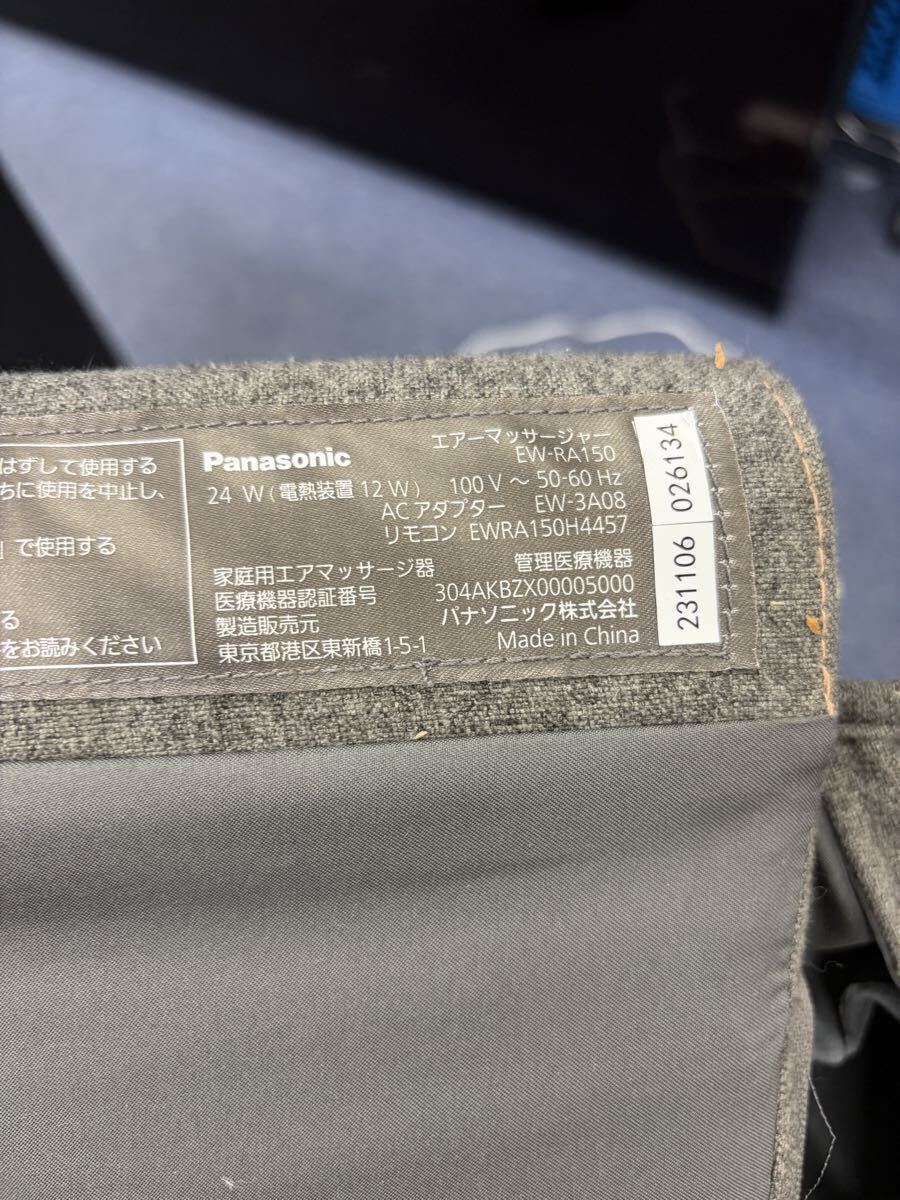 はずして使用する
ちに使用を中止し、
」で使用する
る
をお読みください
Panasonic
エアーマッサージャー
EW-RA150
24 W ( 電熱装置 12 W ) 100 V ～ 50-60 Hz
AC アダプター EW-3A08
リモコン EWRA150H4457
家庭用エアマッサージ器 管理医療機器
医療機器認証番号 304AKBZX00005000
製造販売元 パナソニック株式会社
東京都港区東新橋1-5-1 Made in China
231106 026134